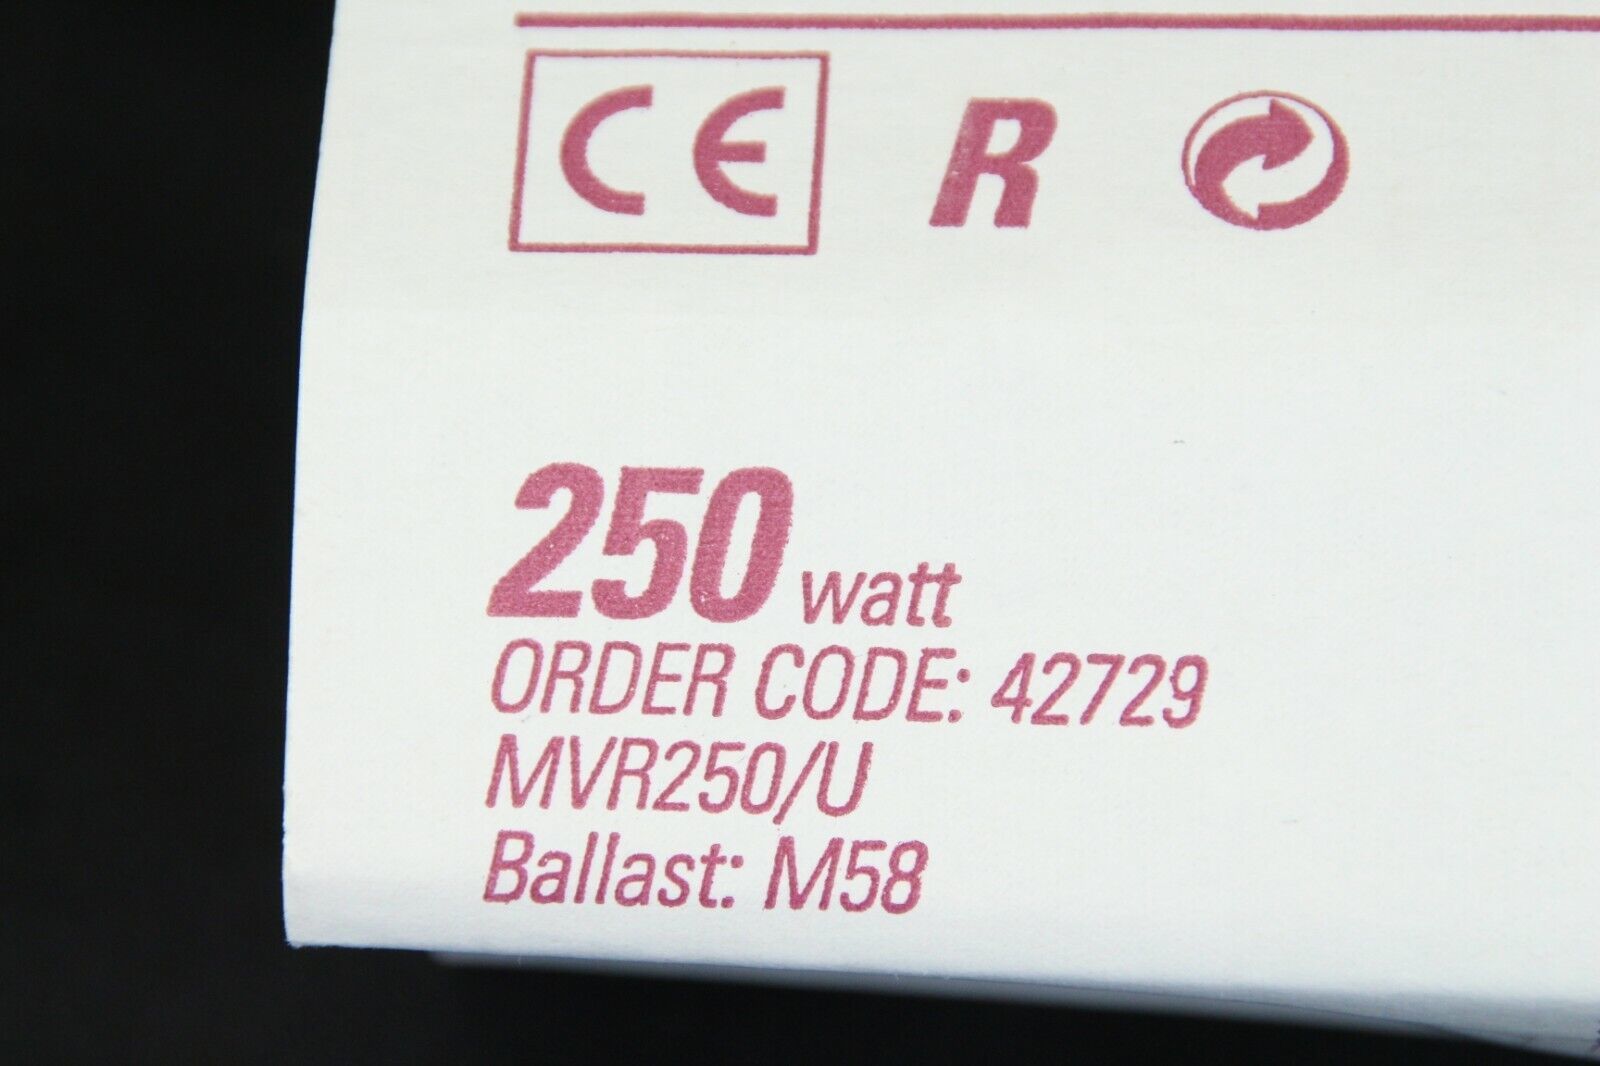 CE R
250 watt
ORDER CODE: 42729
MVR250/U
Ballast: M58